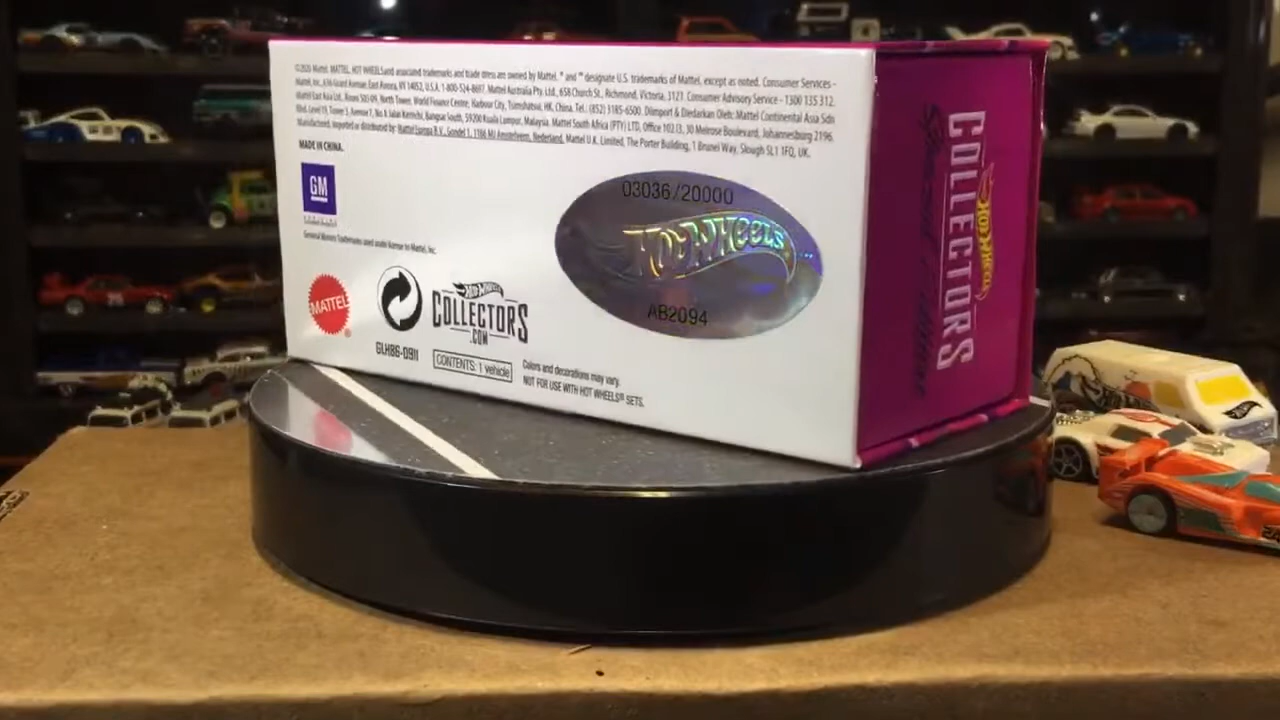 ©2020 Mattel. MATTEL, HOT WHEELS and associated trademarks and trade dress are owned by Mattel. ® and ™ designate U.S. trademarks of Mattel, except as noted. Consumer Services -
Mattel, Inc., 636 Girard Avenue, East Aurora, NY 14052, U.S.A. 1-800-524-8697. Mattel Australia Pty., Ltd., 658 Church St., Richmond, Victoria, 3121. Consumer Advisory Service - 1300 135 312.
Mattel East Asia Ltd., Room 503-09, North Tower, World Finance Centre, Harbour City, Tsimshatsui, HK, China. Tel.: (852) 3185-6500. Diimport & Diedarkan Oleh: Mattel Continental Asia Sdn
Bhd. Level 19, Tower 3, Avenue 7, No. 8 Jalan Kerinchi, Bangsar South, 59200 Kuala Lumpur, Malaysia. Mattel South Africa (PTY) LTD, Office 102 I3, 30 Melrose Boulevard, Johannesburg 2196.
Manufactured, imported or distributed by: Mattel Europa B.V., Gondel 1, 1186 MJ Amstelveen, Nederland. Mattel U.K. Limited, The Porter Building, 1 Brunel Way, Slough SL1 1FQ, UK.
MADE IN CHINA.
GM
General Motors Trademarks used under license to Mattel, Inc.
MATTEL
®
GLH86-0911
HOT WHEELS
COLLECTORS
.COM
CONTENTS: 1 vehicle
Colors and decorations may vary.
NOT FOR USE WITH HOT WHEELS® SETS.
03036/20000
HOT WHEELS
AB2094
HOT WHEELS
COLLECTORS